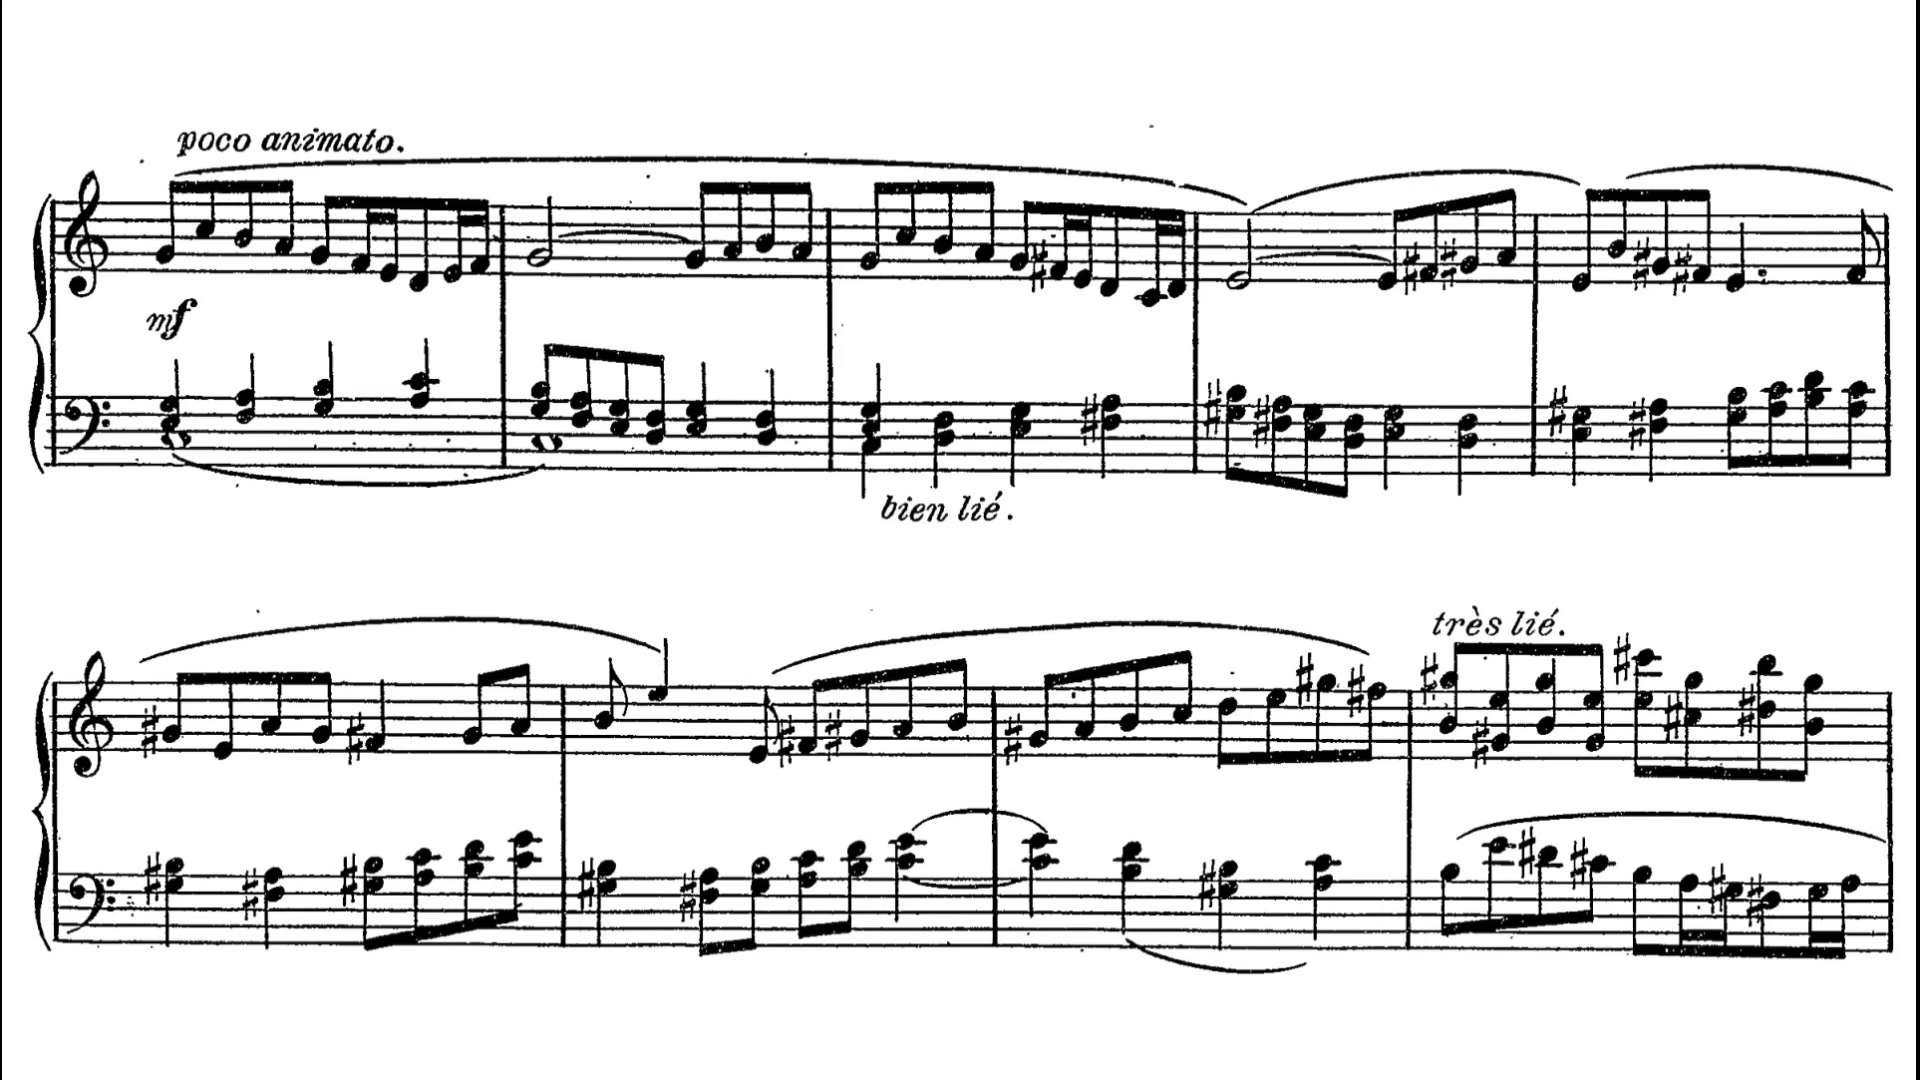 poco animato.
mf
bien lié.
très lié.